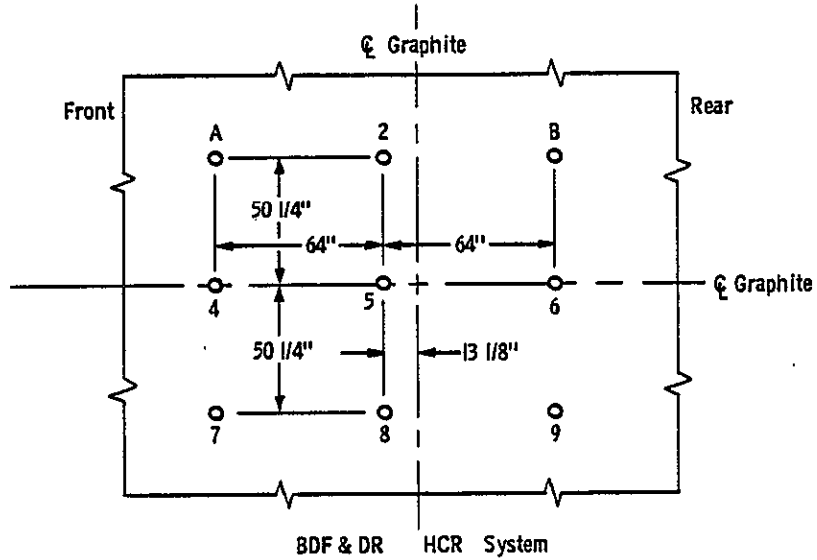 ℄ Graphite
Front
Rear
A 2 B
50 1/4"
64" 64"
℄ Graphite
4 5 6
50 1/4"
13 1/8"
7 8 9
BDF & DR HCR System